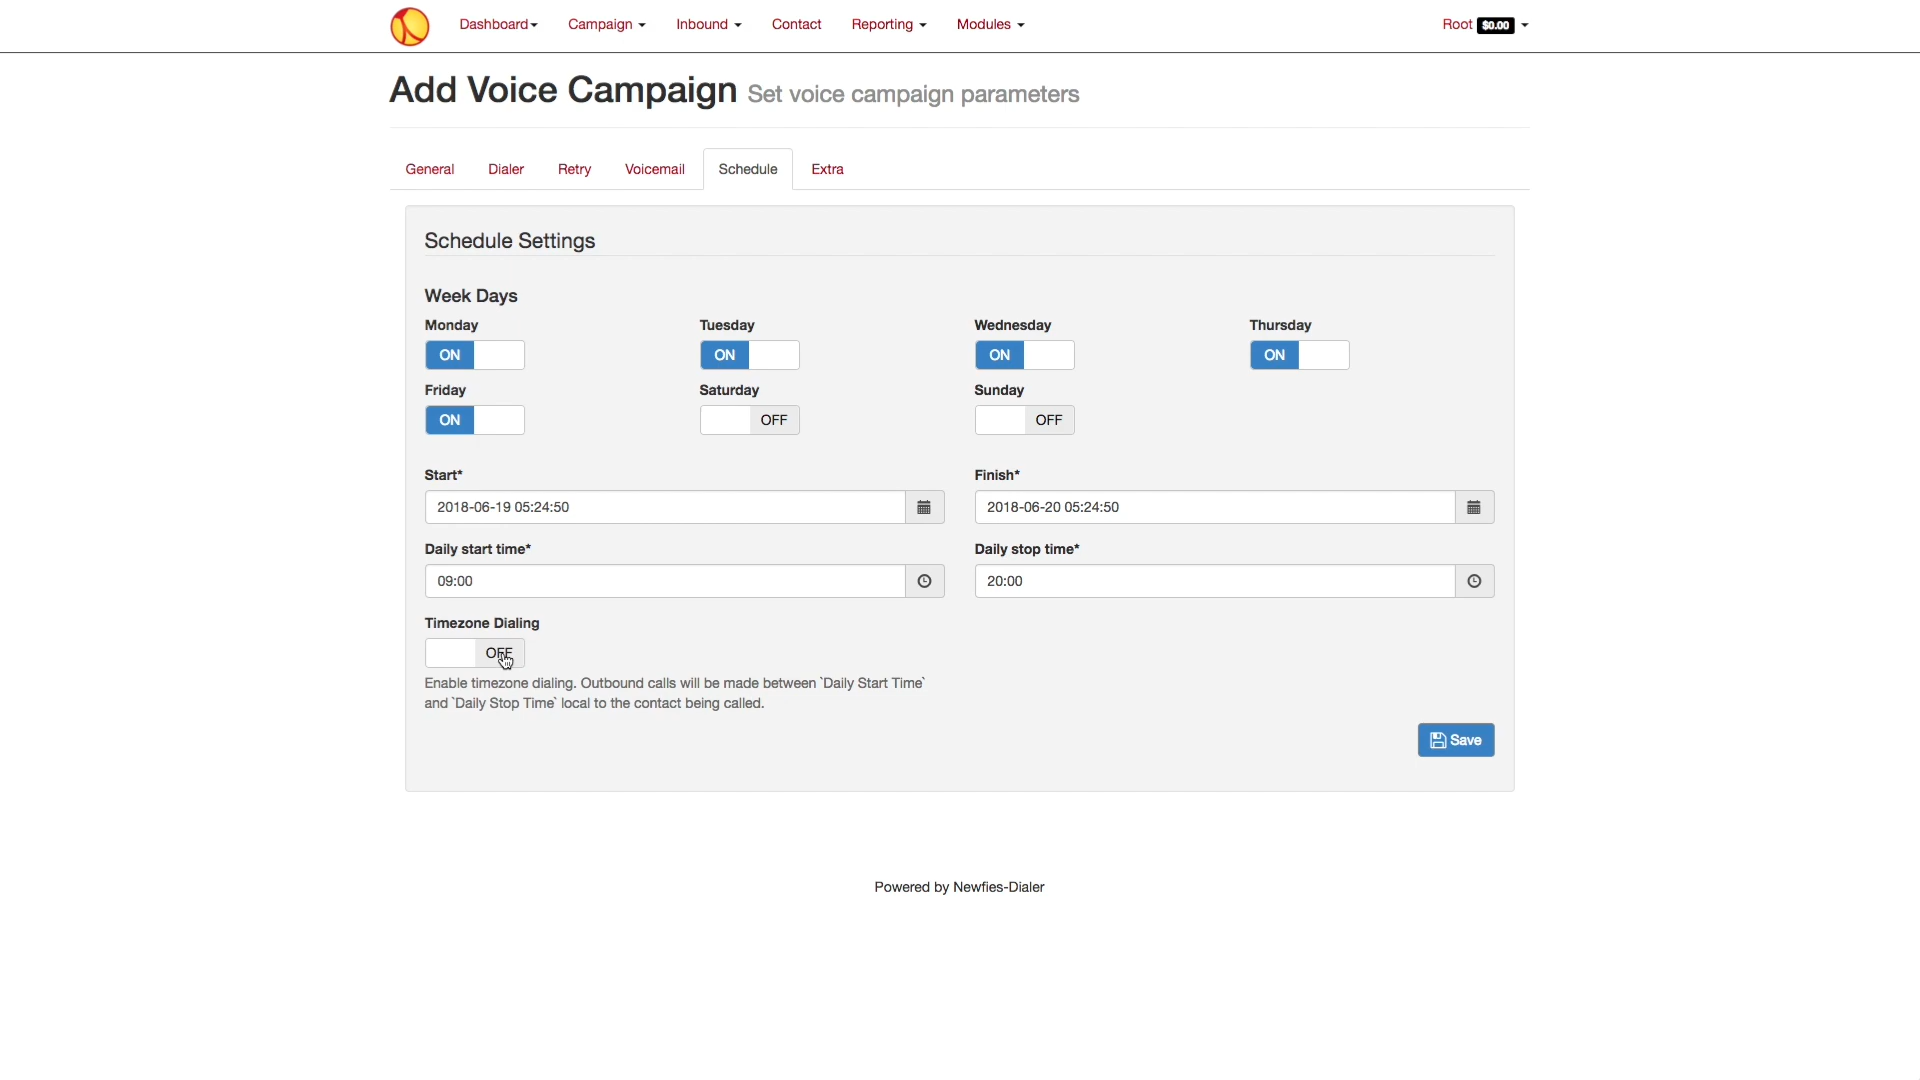 Dashboard Campaign Inbound Contact Reporting Modules Root $0.00
Add Voice Campaign Set voice campaign parameters
General Dialer Retry Voicemail Schedule Extra
Schedule Settings
Week Days
Monday Tuesday Wednesday Thursday
ON ON ON ON
Friday Saturday Sunday
ON OFF OFF
Start* Finish*
2018-06-19 05:24:50 2018-06-20 05:24:50
Daily start time* Daily stop time*
09:00 20:00
Timezone Dialing
OFF
Enable timezone dialing. Outbound calls will be made between `Daily Start Time`
and `Daily Stop Time` local to the contact being called.
Save
Powered by Newfies-Dialer